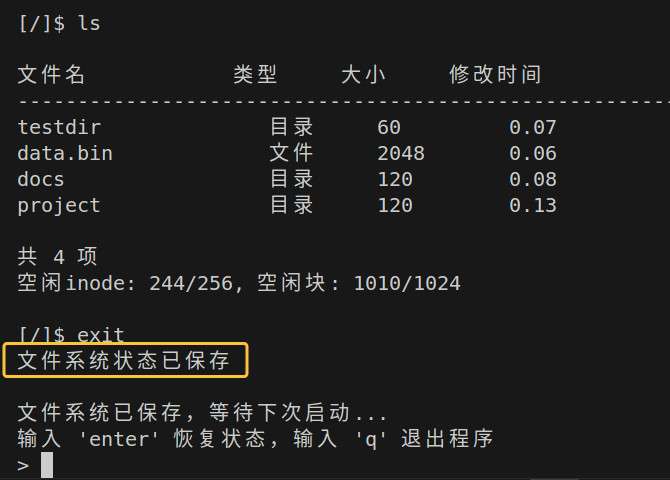 [/]$ ls
文件名 类型 大小 修改时间
-------------------------------------------------------
testdir 目录 60 0.07
data.bin 文件 2048 0.06
docs 目录 120 0.08
project 目录 120 0.13
共 4 项
空闲inode: 244/256, 空闲块: 1010/1024
[/]$ exit
文件系统状态已保存
文件系统已保存，等待下次启动...
输入 'enter' 恢复状态，输入 'q' 退出程序
>